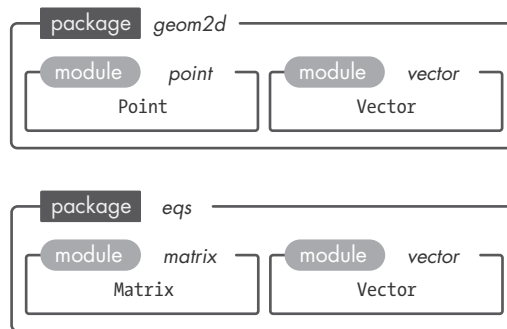 package geom2d
module point module vector
Point Vector
package eqs
module matrix module vector
Matrix Vector